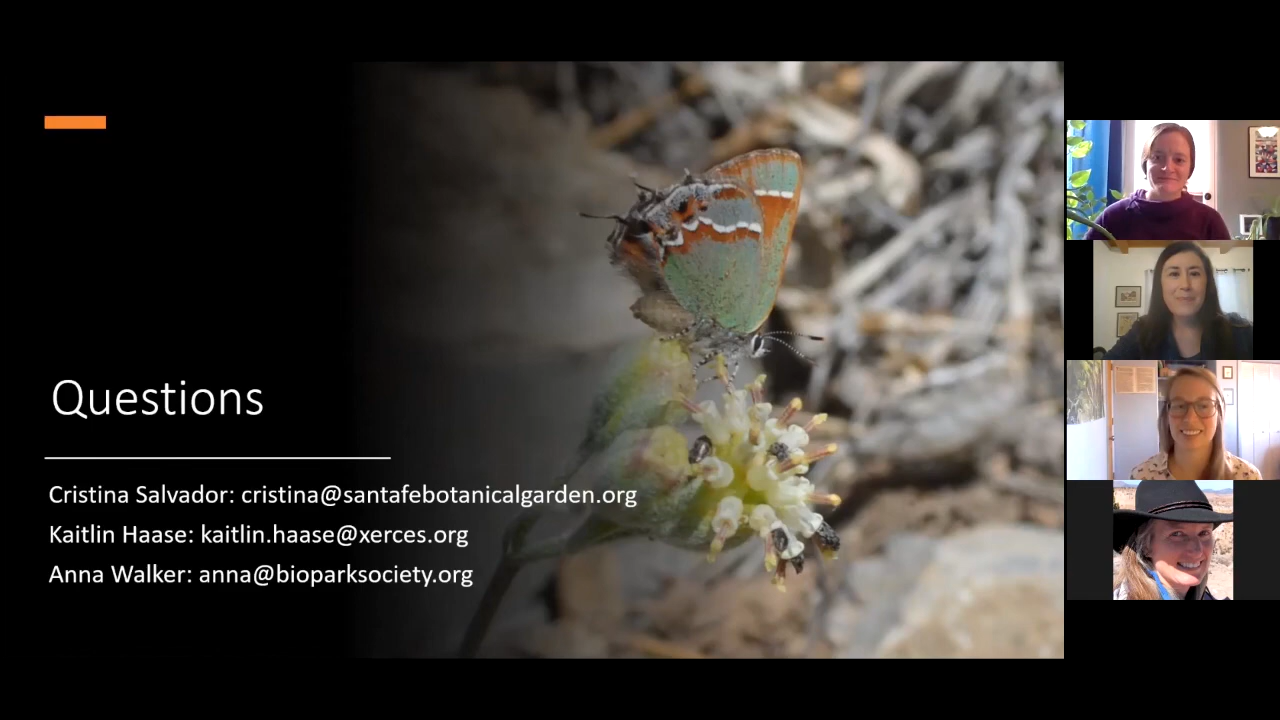 Questions
Cristina Salvador: cristina@santafebotanicalgarden.org
Kaitlin Haase: kaitlin.haase@xerces.org
Anna Walker: anna@bioparksociety.org